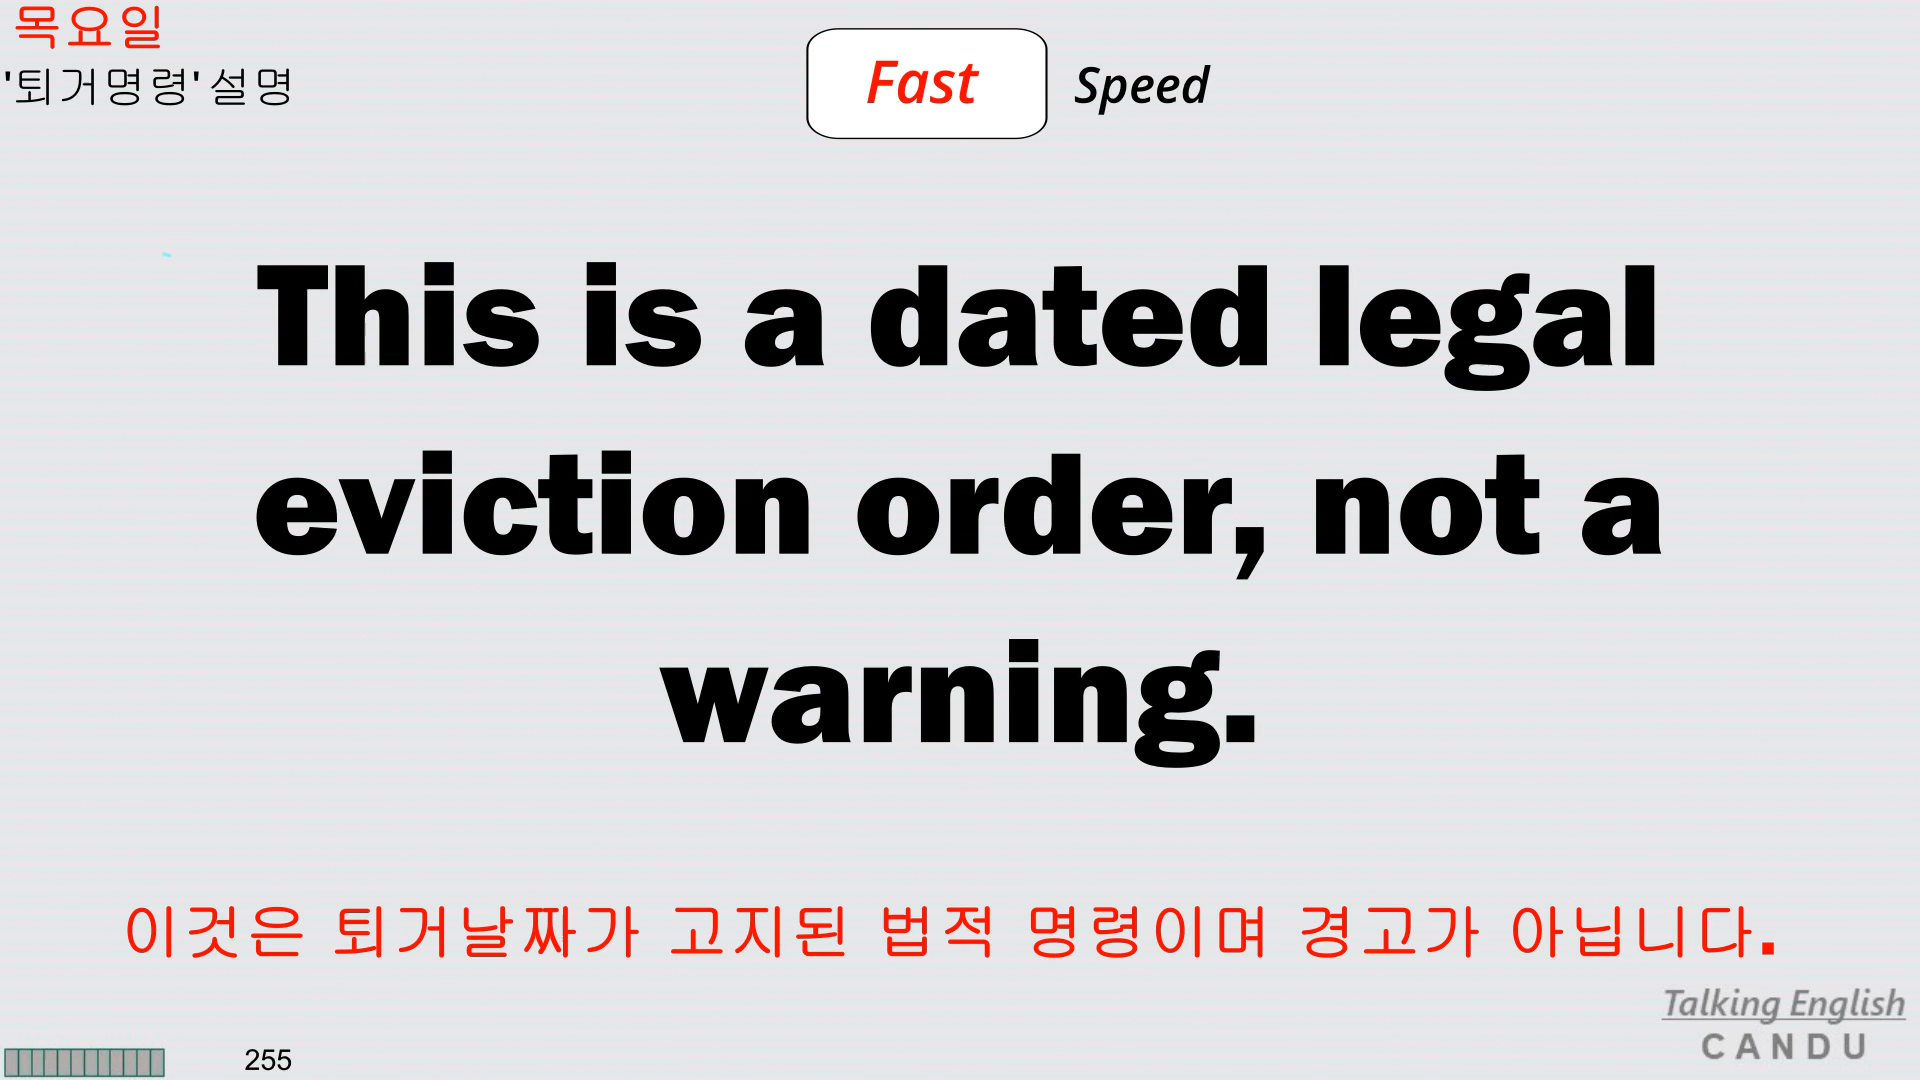 목요일
'퇴거명령' 설명
Fast Speed
This is a dated legal
eviction order, not a
warning.
이것은 퇴거날짜가 고지된 법적 명령이며 경고가 아닙니다.
Talking English
CANDU
255